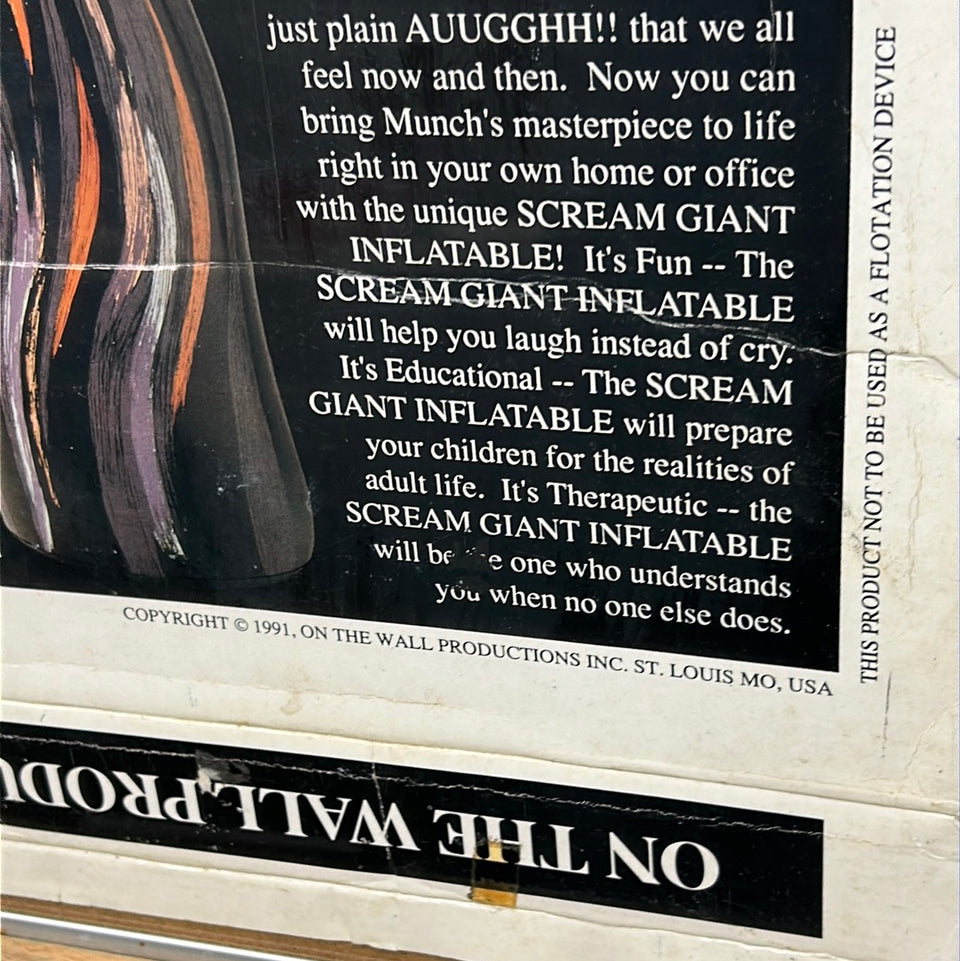 just plain AUUGGHH!! that we all
feel now and then. Now you can
bring Munch's masterpiece to life
right in your own home or office
with the unique SCREAM GIANT
INFLATABLE! It's Fun -- The
SCREAM GIANT INFLATABLE
will help you laugh instead of cry.
It's Educational -- The SCREAM
GIANT INFLATABLE will prepare
your children for the realities of
adult life. It's Therapeutic -- the
SCREAM GIANT INFLATABLE
will be one who understands
you when no one else does.
COPYRIGHT © 1991, ON THE WALL PRODUCTIONS INC. ST. LOUIS MO, USA
THIS PRODUCT NOT TO BE USED AS A FLOTATION DEVICE
ON THE WALL PRODU